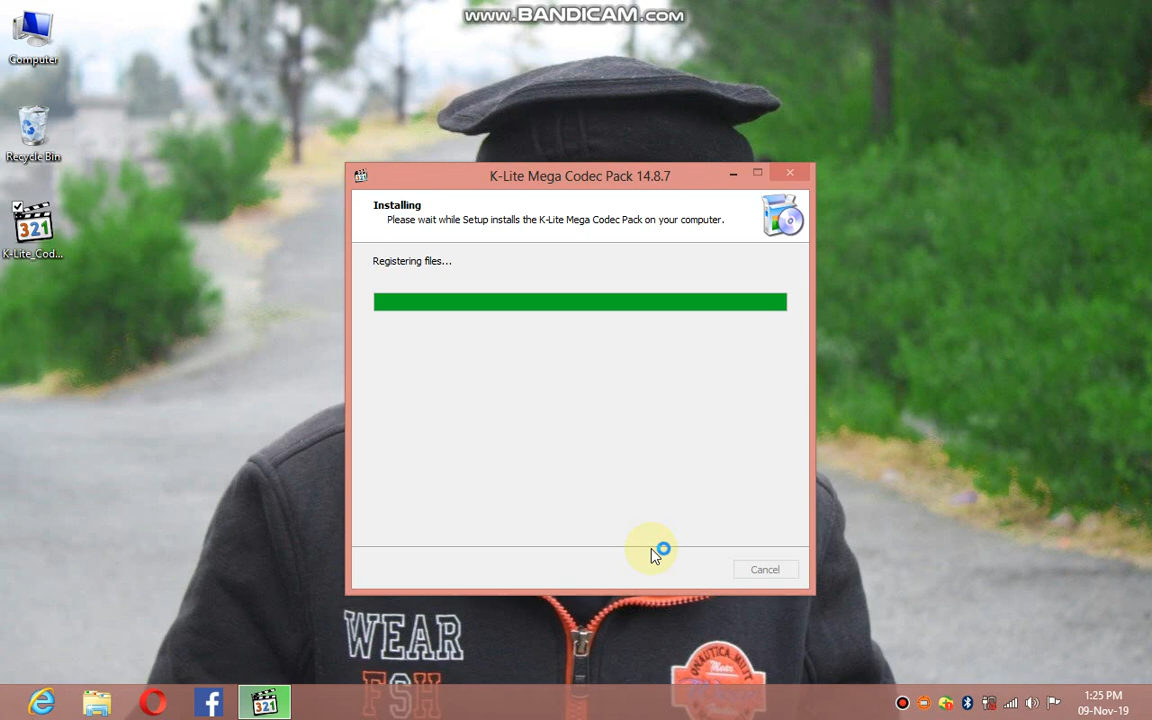 www.BANDICAM.com
Computer
Recycle Bin
K-Lite_Cod...
K-Lite Mega Codec Pack 14.8.7
Installing
Please wait while Setup installs the K-Lite Mega Codec Pack on your computer.
Registering files...
Cancel
WEAR
FSH
NAUTICA
1:25 PM
09-Nov-19